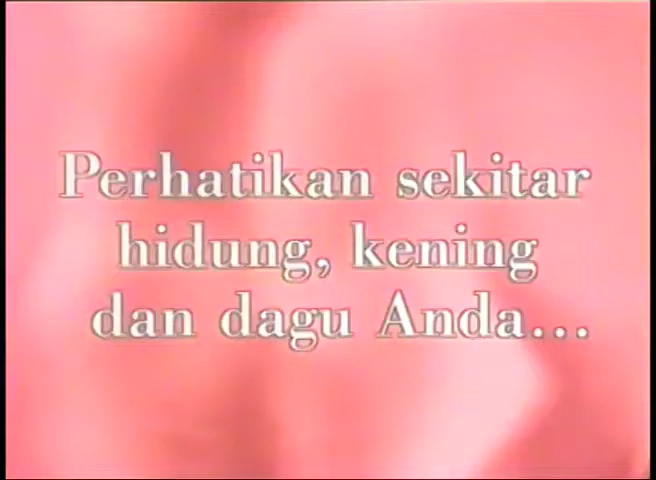 Perhatikan sekitar
hidung, kening
dan dagu Anda...